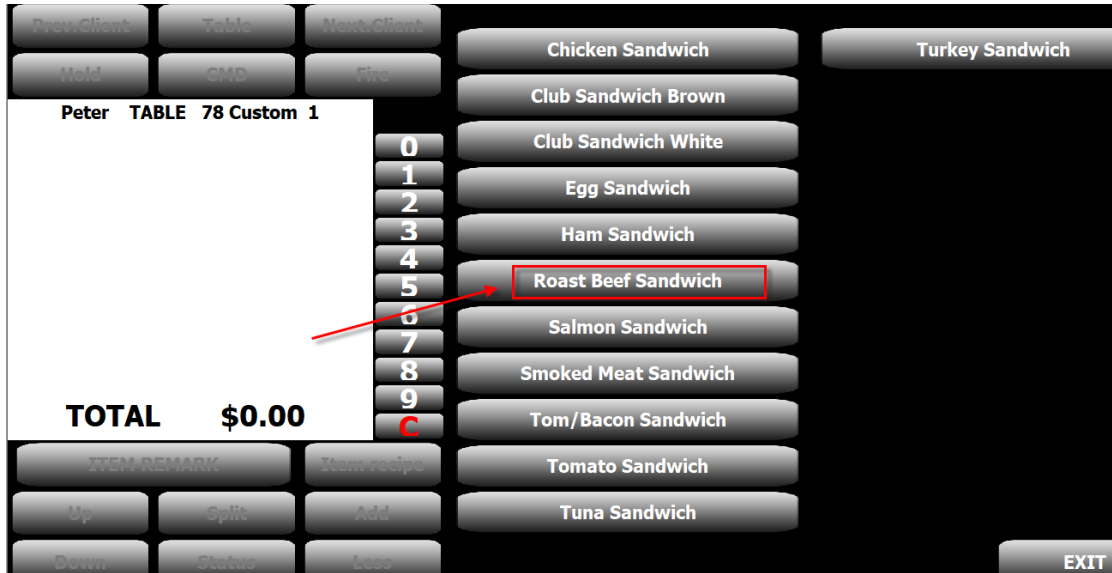 Prev.Client Table Next.Client
Hold CMD Fire
Peter TABLE 78 Custom 1
0
1
2
3
4
5
6
7
8
9
C
TOTAL $0.00
ITEM REMARK Item recipe
Up Split Add
Down Status Less
Chicken Sandwich
Club Sandwich Brown
Club Sandwich White
Egg Sandwich
Ham Sandwich
Roast Beef Sandwich
Salmon Sandwich
Smoked Meat Sandwich
Tom/Bacon Sandwich
Tomato Sandwich
Tuna Sandwich
Turkey Sandwich
EXIT